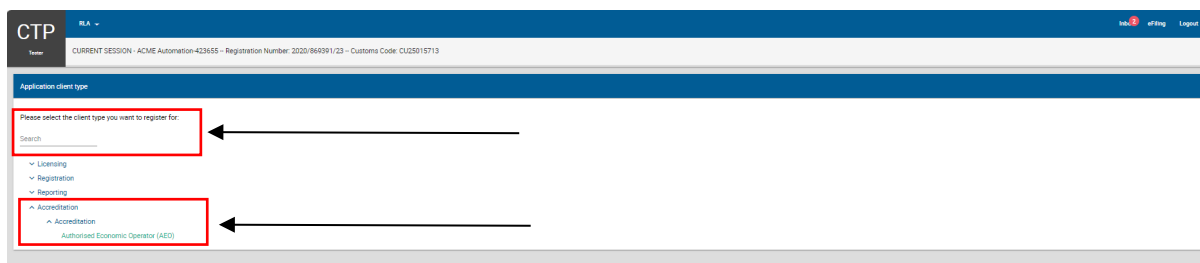 CTP
Tester
RLA
Inbox 2 eFiling Logout
CURRENT SESSION - ACME Automation-423655 – Registration Number: 2020/869391/23 – Customs Code: CU25015713
Application client type
Please select the client type you want to register for:
Search
Licensing
Registration
Reporting
Accreditation
Accreditation
Authorised Economic Operator (AEO)